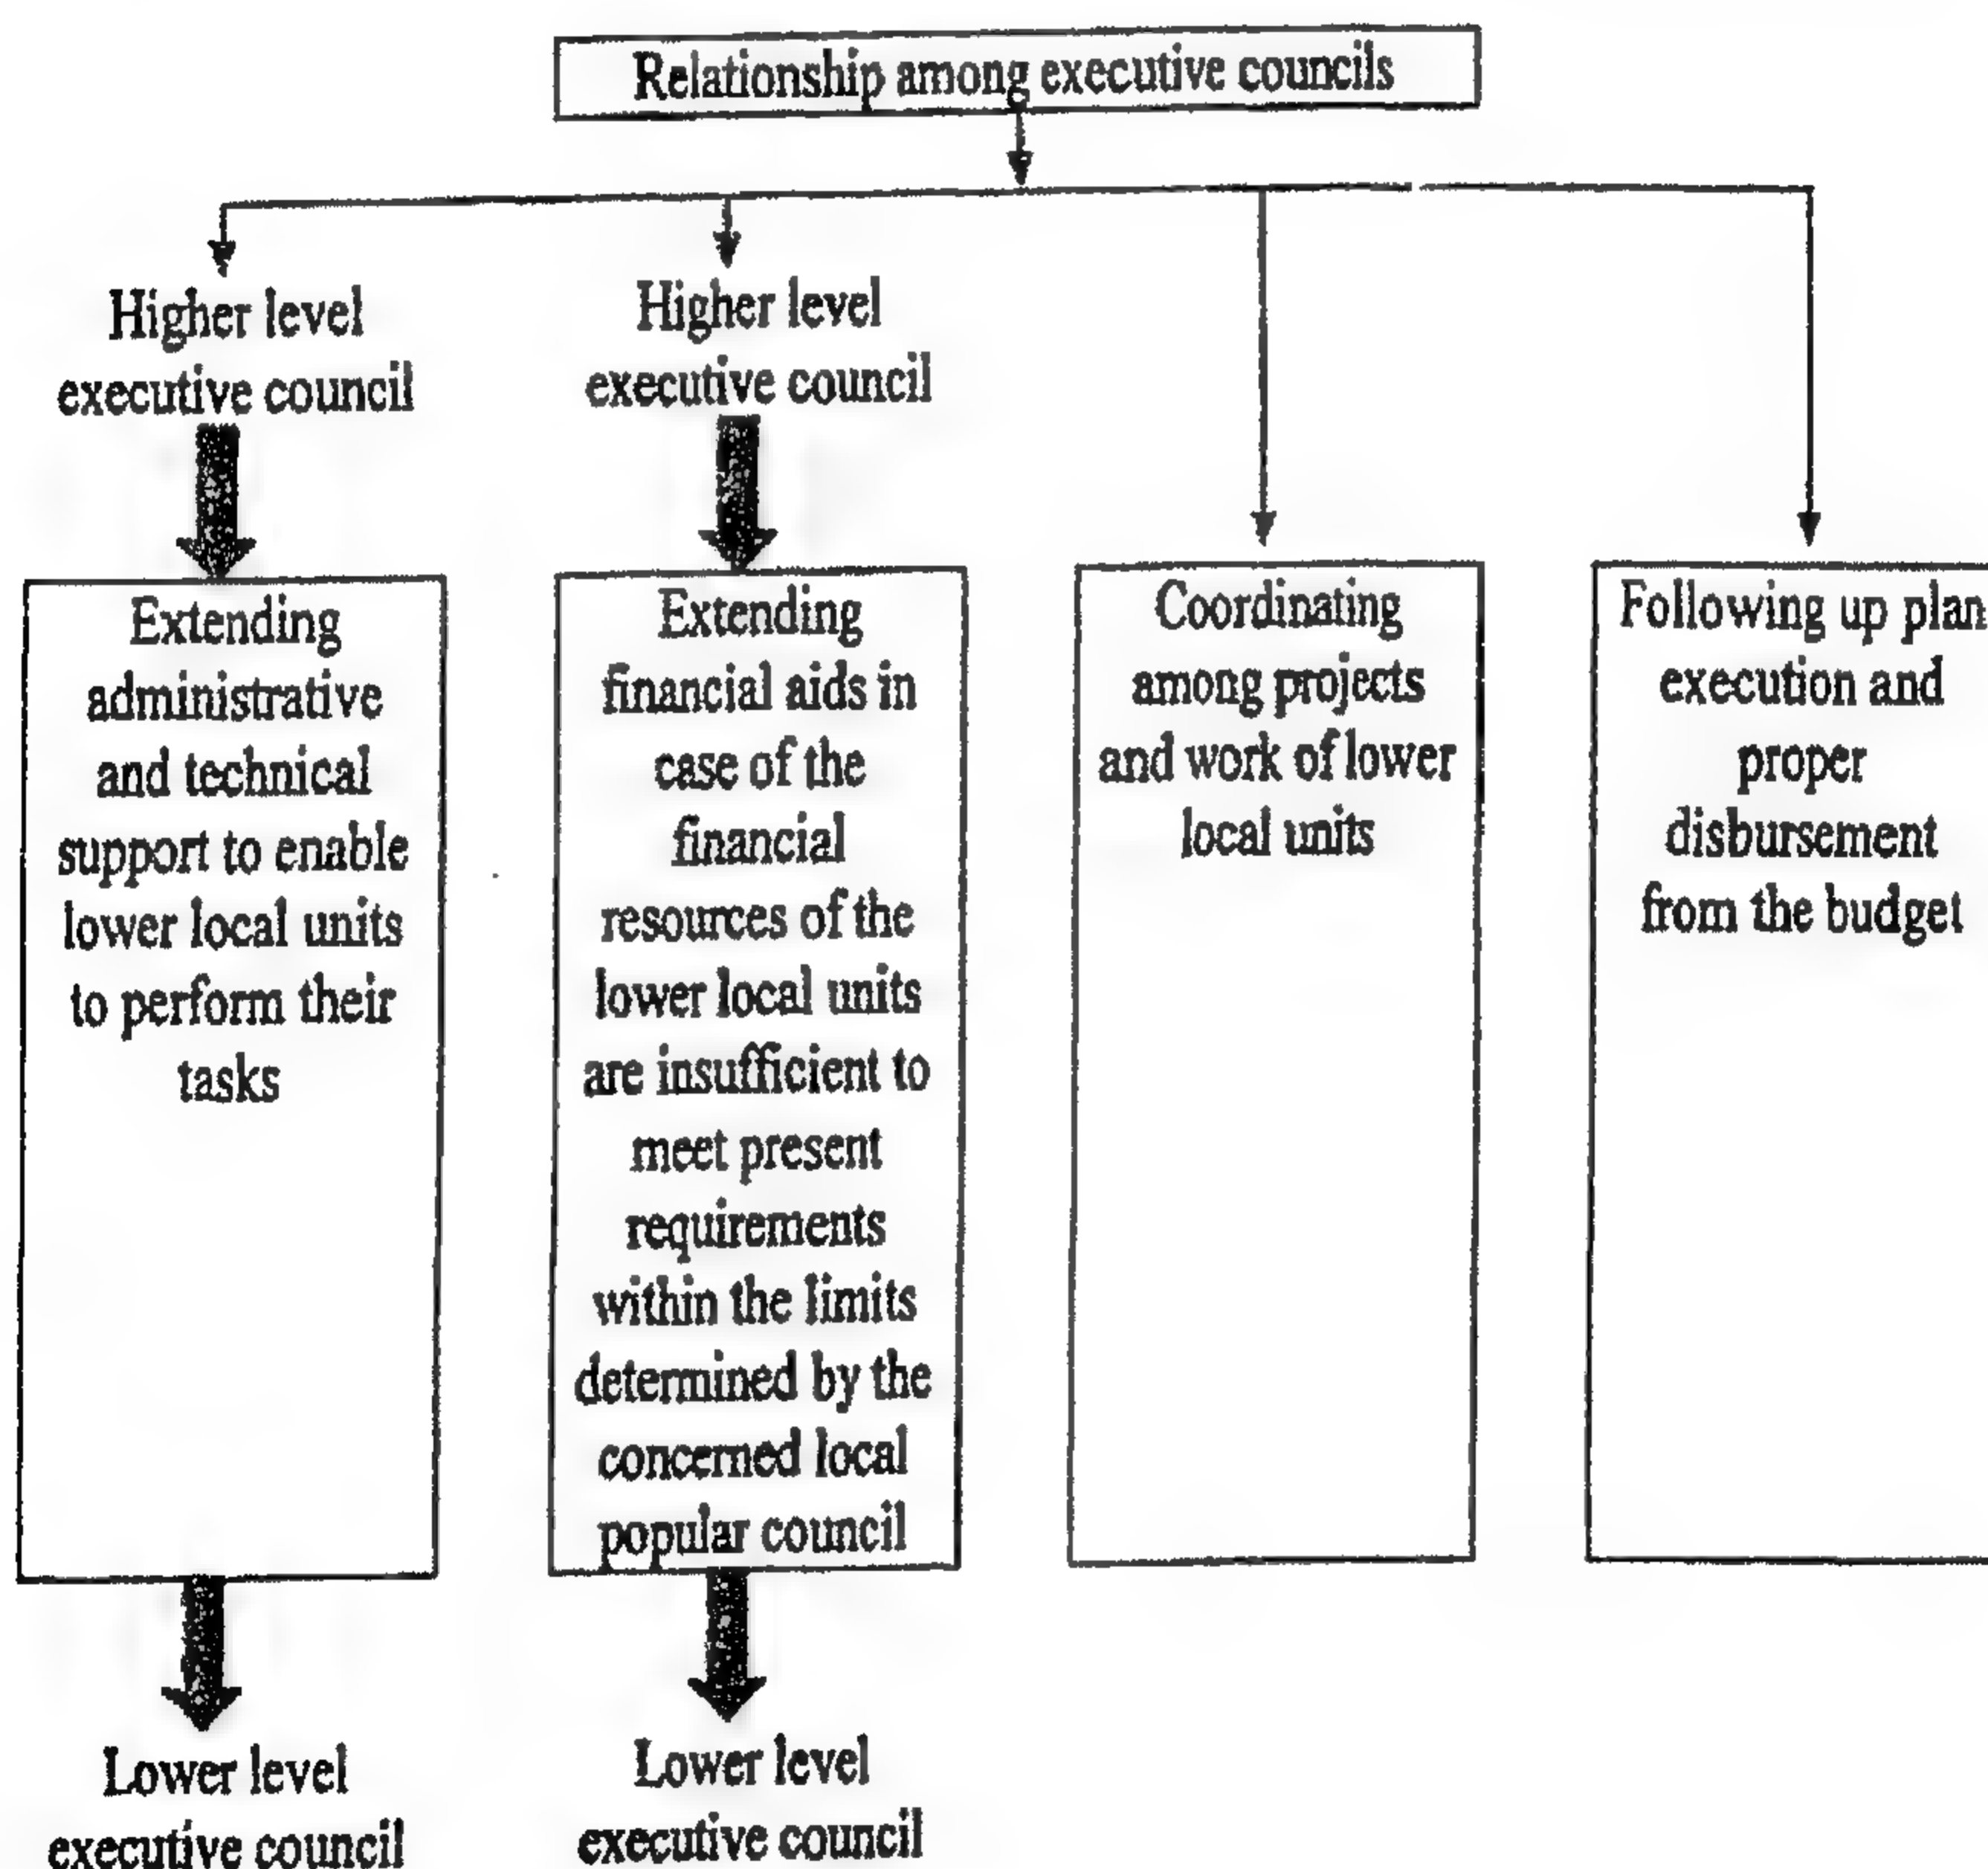 Relationship among executive councils
Higher level
executive council
Extending
administrative
and technical
support to enable
lower local units
to perform their
tasks
Lower level
executive council
Higher level
executive council
Extending
financial aids in
case of the
financial
resources of the
lower local units
are insufficient to
meet present
requirements
within the limits
determined by the
concerned local
popular council
Lower level
executive council
Coordinating
among projects
and work of lower
local units
Following up plan
execution and
proper
disbursement
from the budget